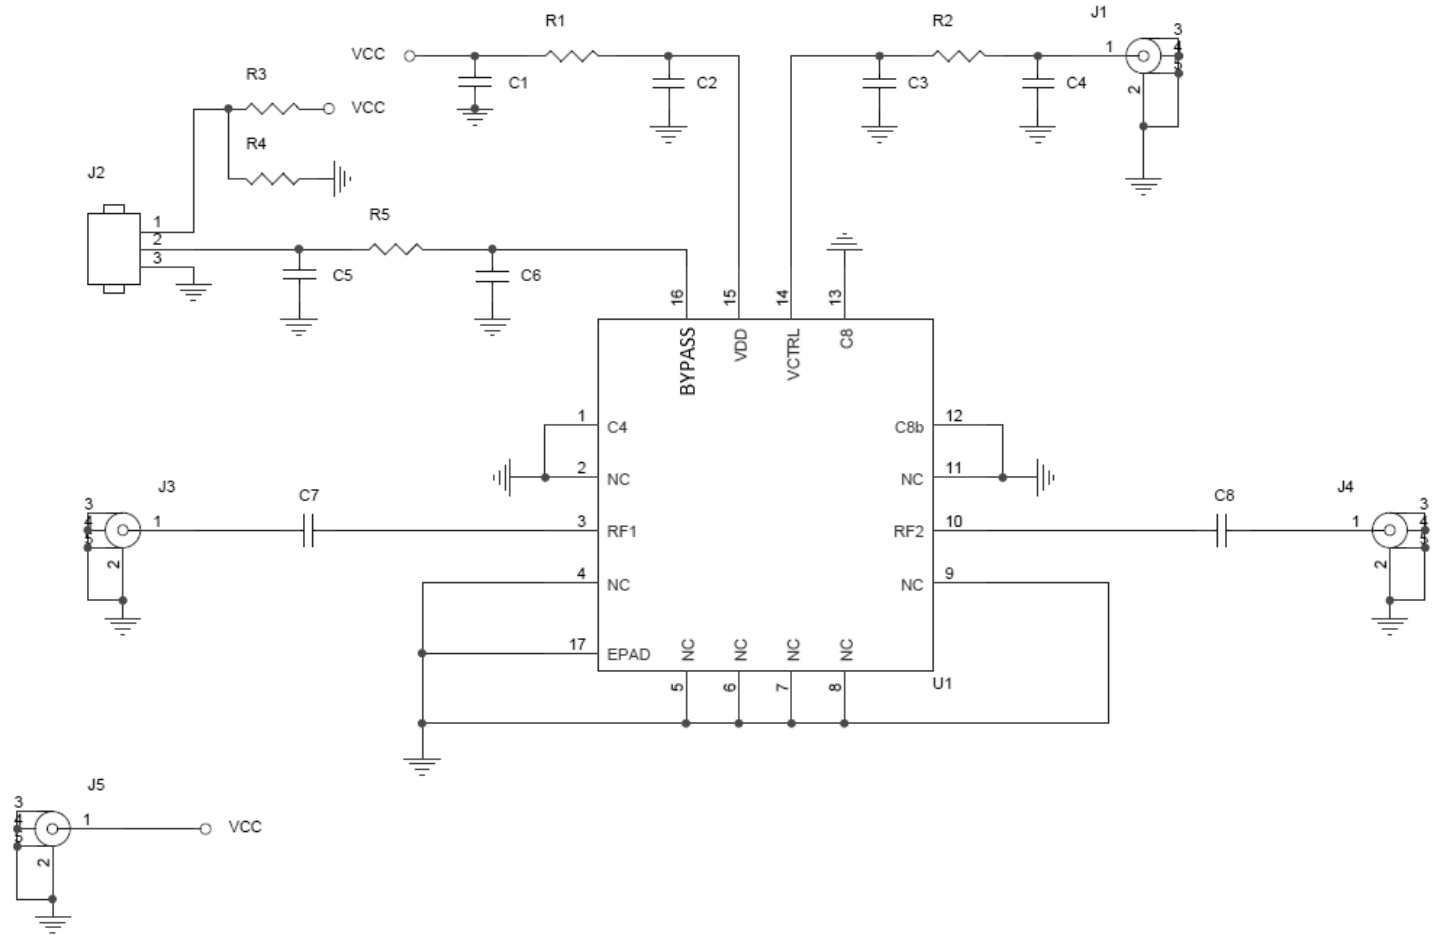 R1
R2
J1
VCC
C1
C2
C3
C4
1
3
4
5
2
R3
VCC
R4
J2
1
2
3
R5
C5
C6
16
15
14
13
BYPASS
VDD
VCTRL
C8
1
C4
C8b
12
2
NC
NC
11
J3
C7
C8
J4
3
4
5
1
2
3
RF1
RF2
10
1
3
4
5
2
4
NC
NC
9
17
EPAD
NC
NC
NC
NC
5
6
7
8
U1
J5
3
4
5
1
2
VCC